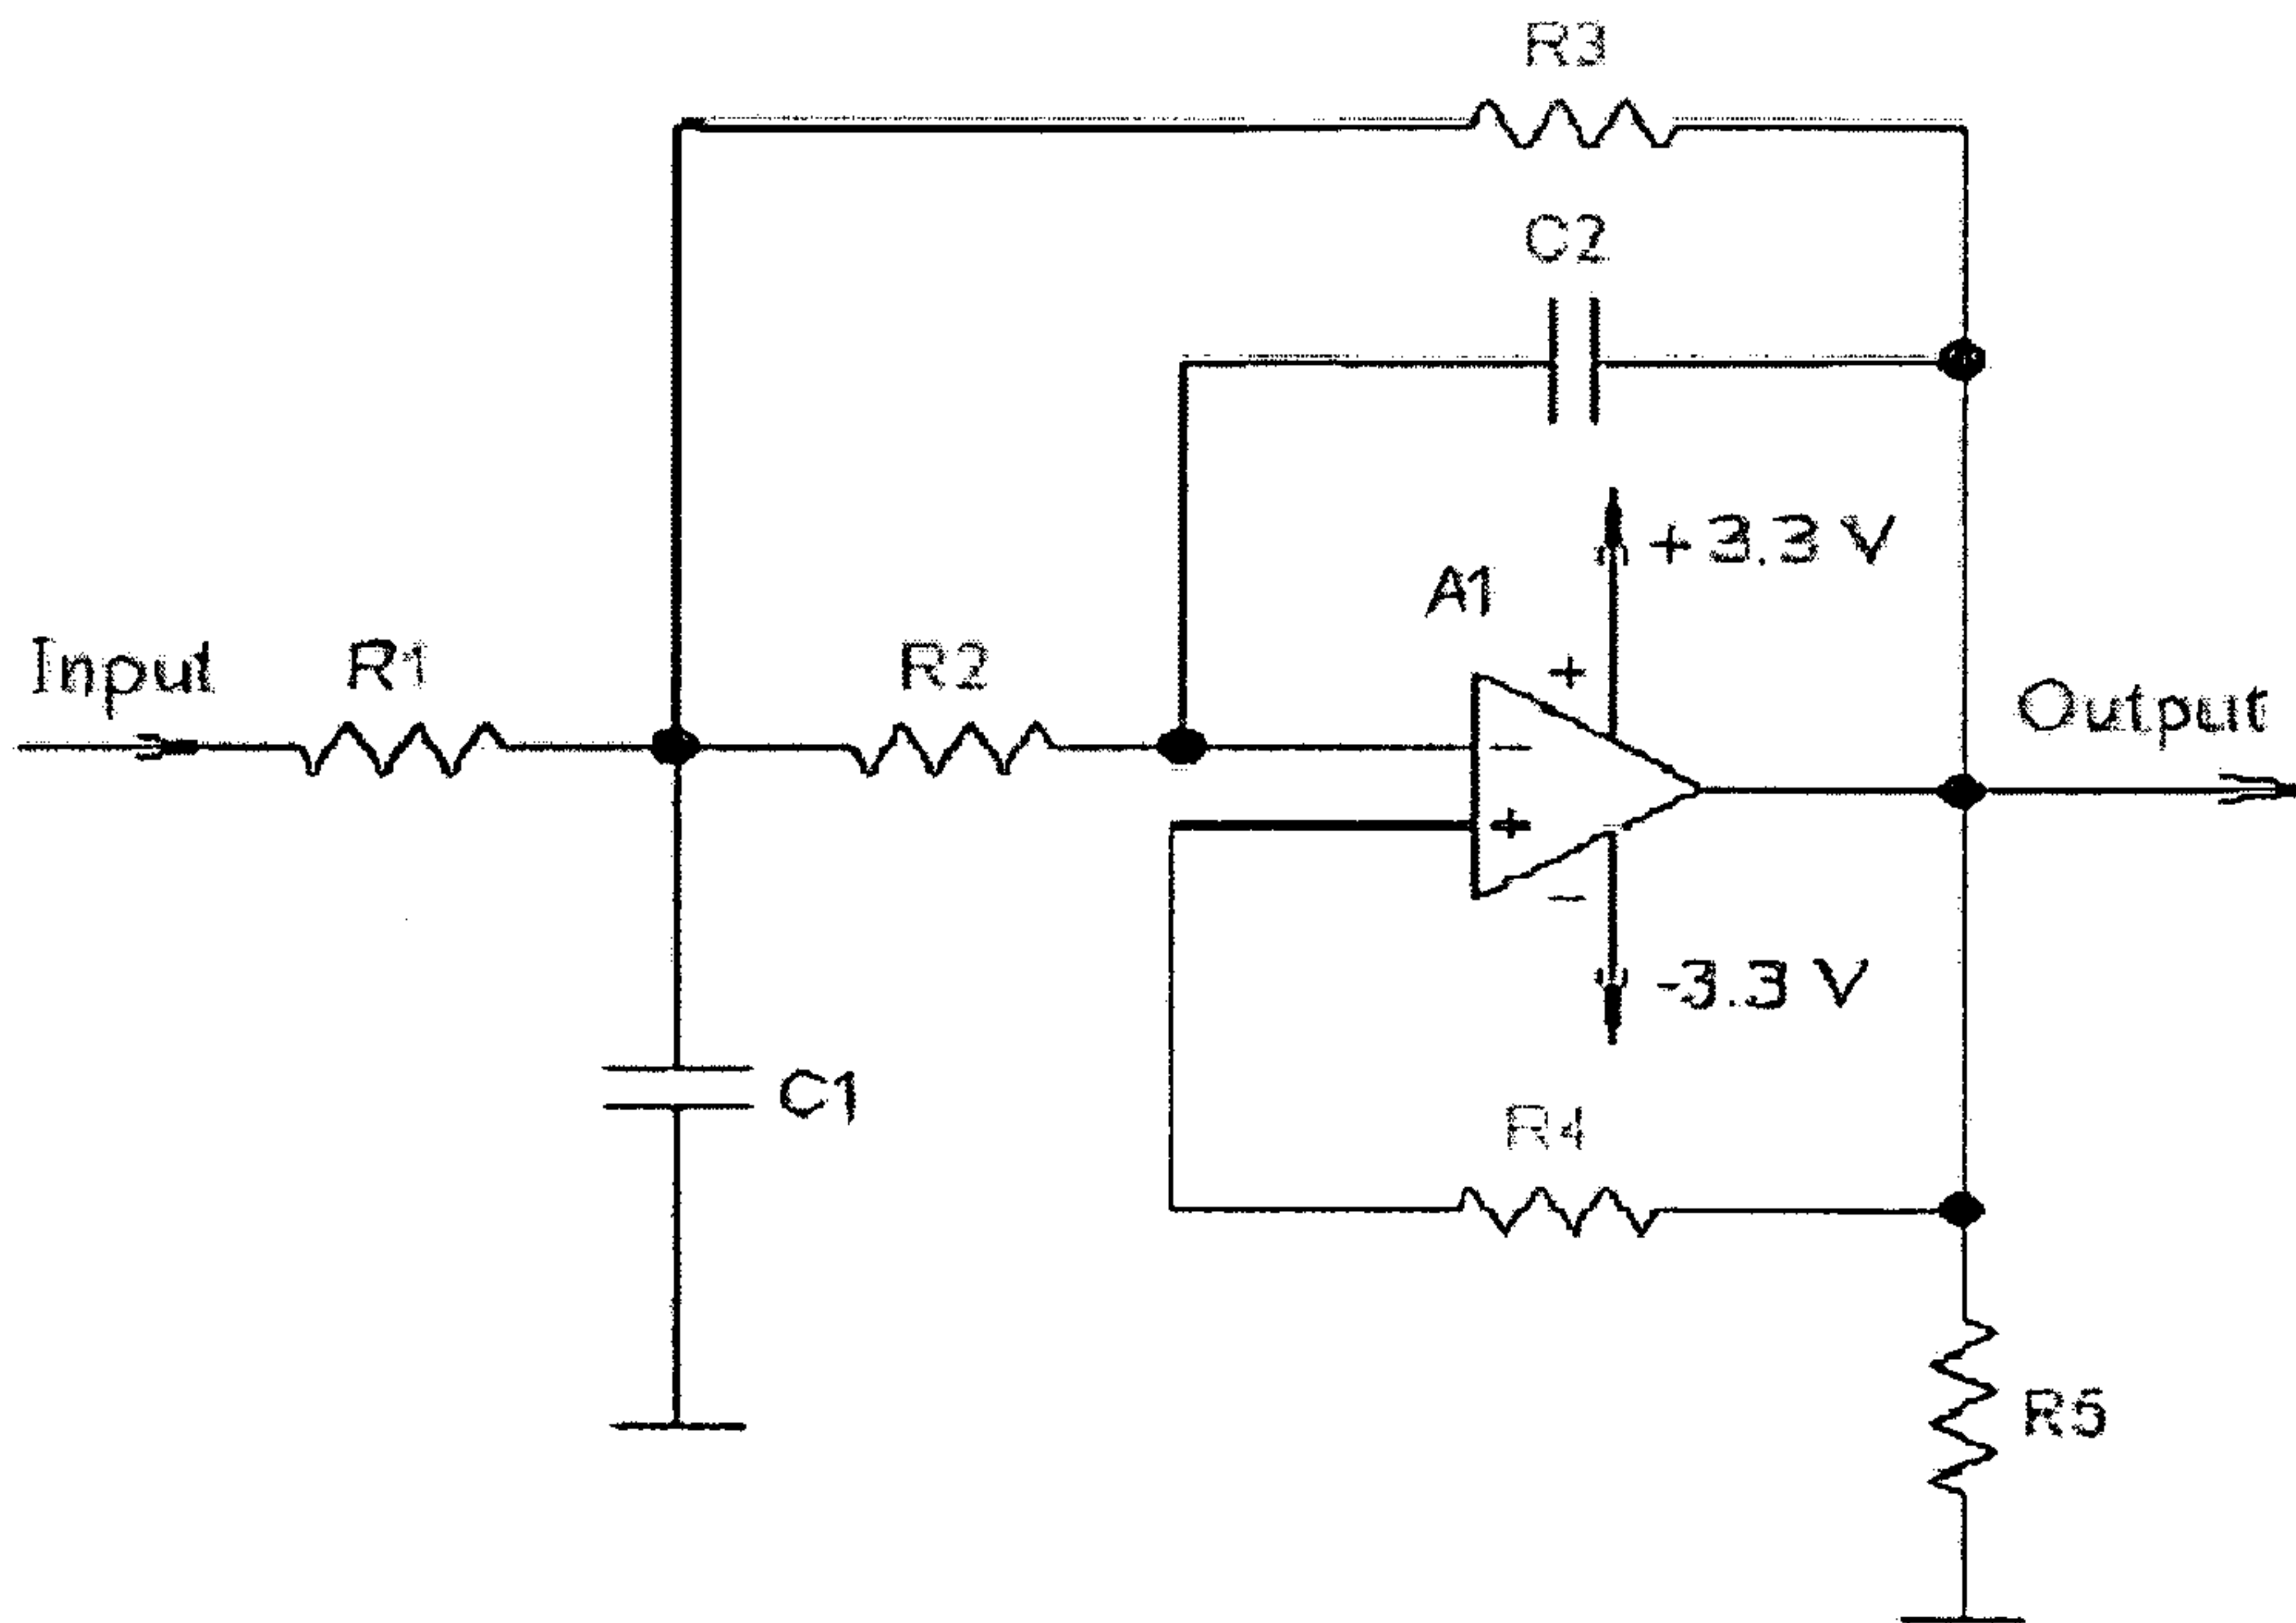 R3
C2
+3.3 V
A1
Input
R1
R2
+
Output
−
+
−
-3.3 V
C1
R4
R5